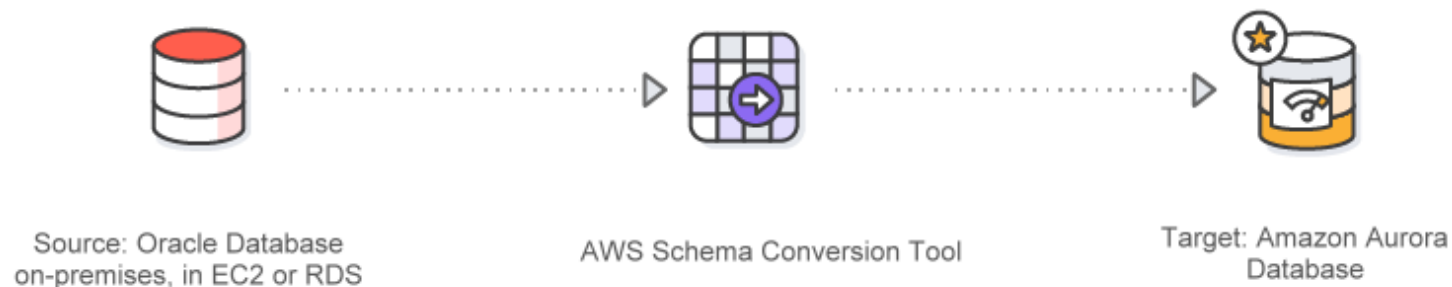 Source: Oracle Database
on-premises, in EC2 or RDS
AWS Schema Conversion Tool
Target: Amazon Aurora
Database